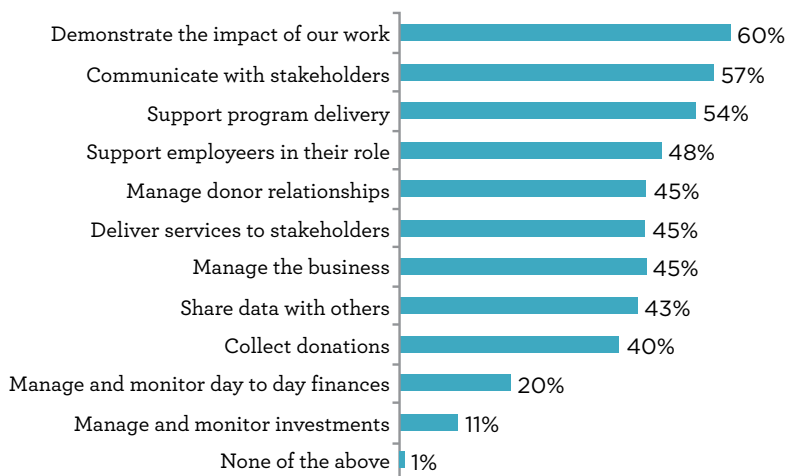 Demonstrate the impact of our work 60%
Communicate with stakeholders 57%
Support program delivery 54%
Support employeers in their role 48%
Manage donor relationships 45%
Deliver services to stakeholders 45%
Manage the business 45%
Share data with others 43%
Collect donations 40%
Manage and monitor day to day finances 20%
Manage and monitor investments 11%
None of the above 1%